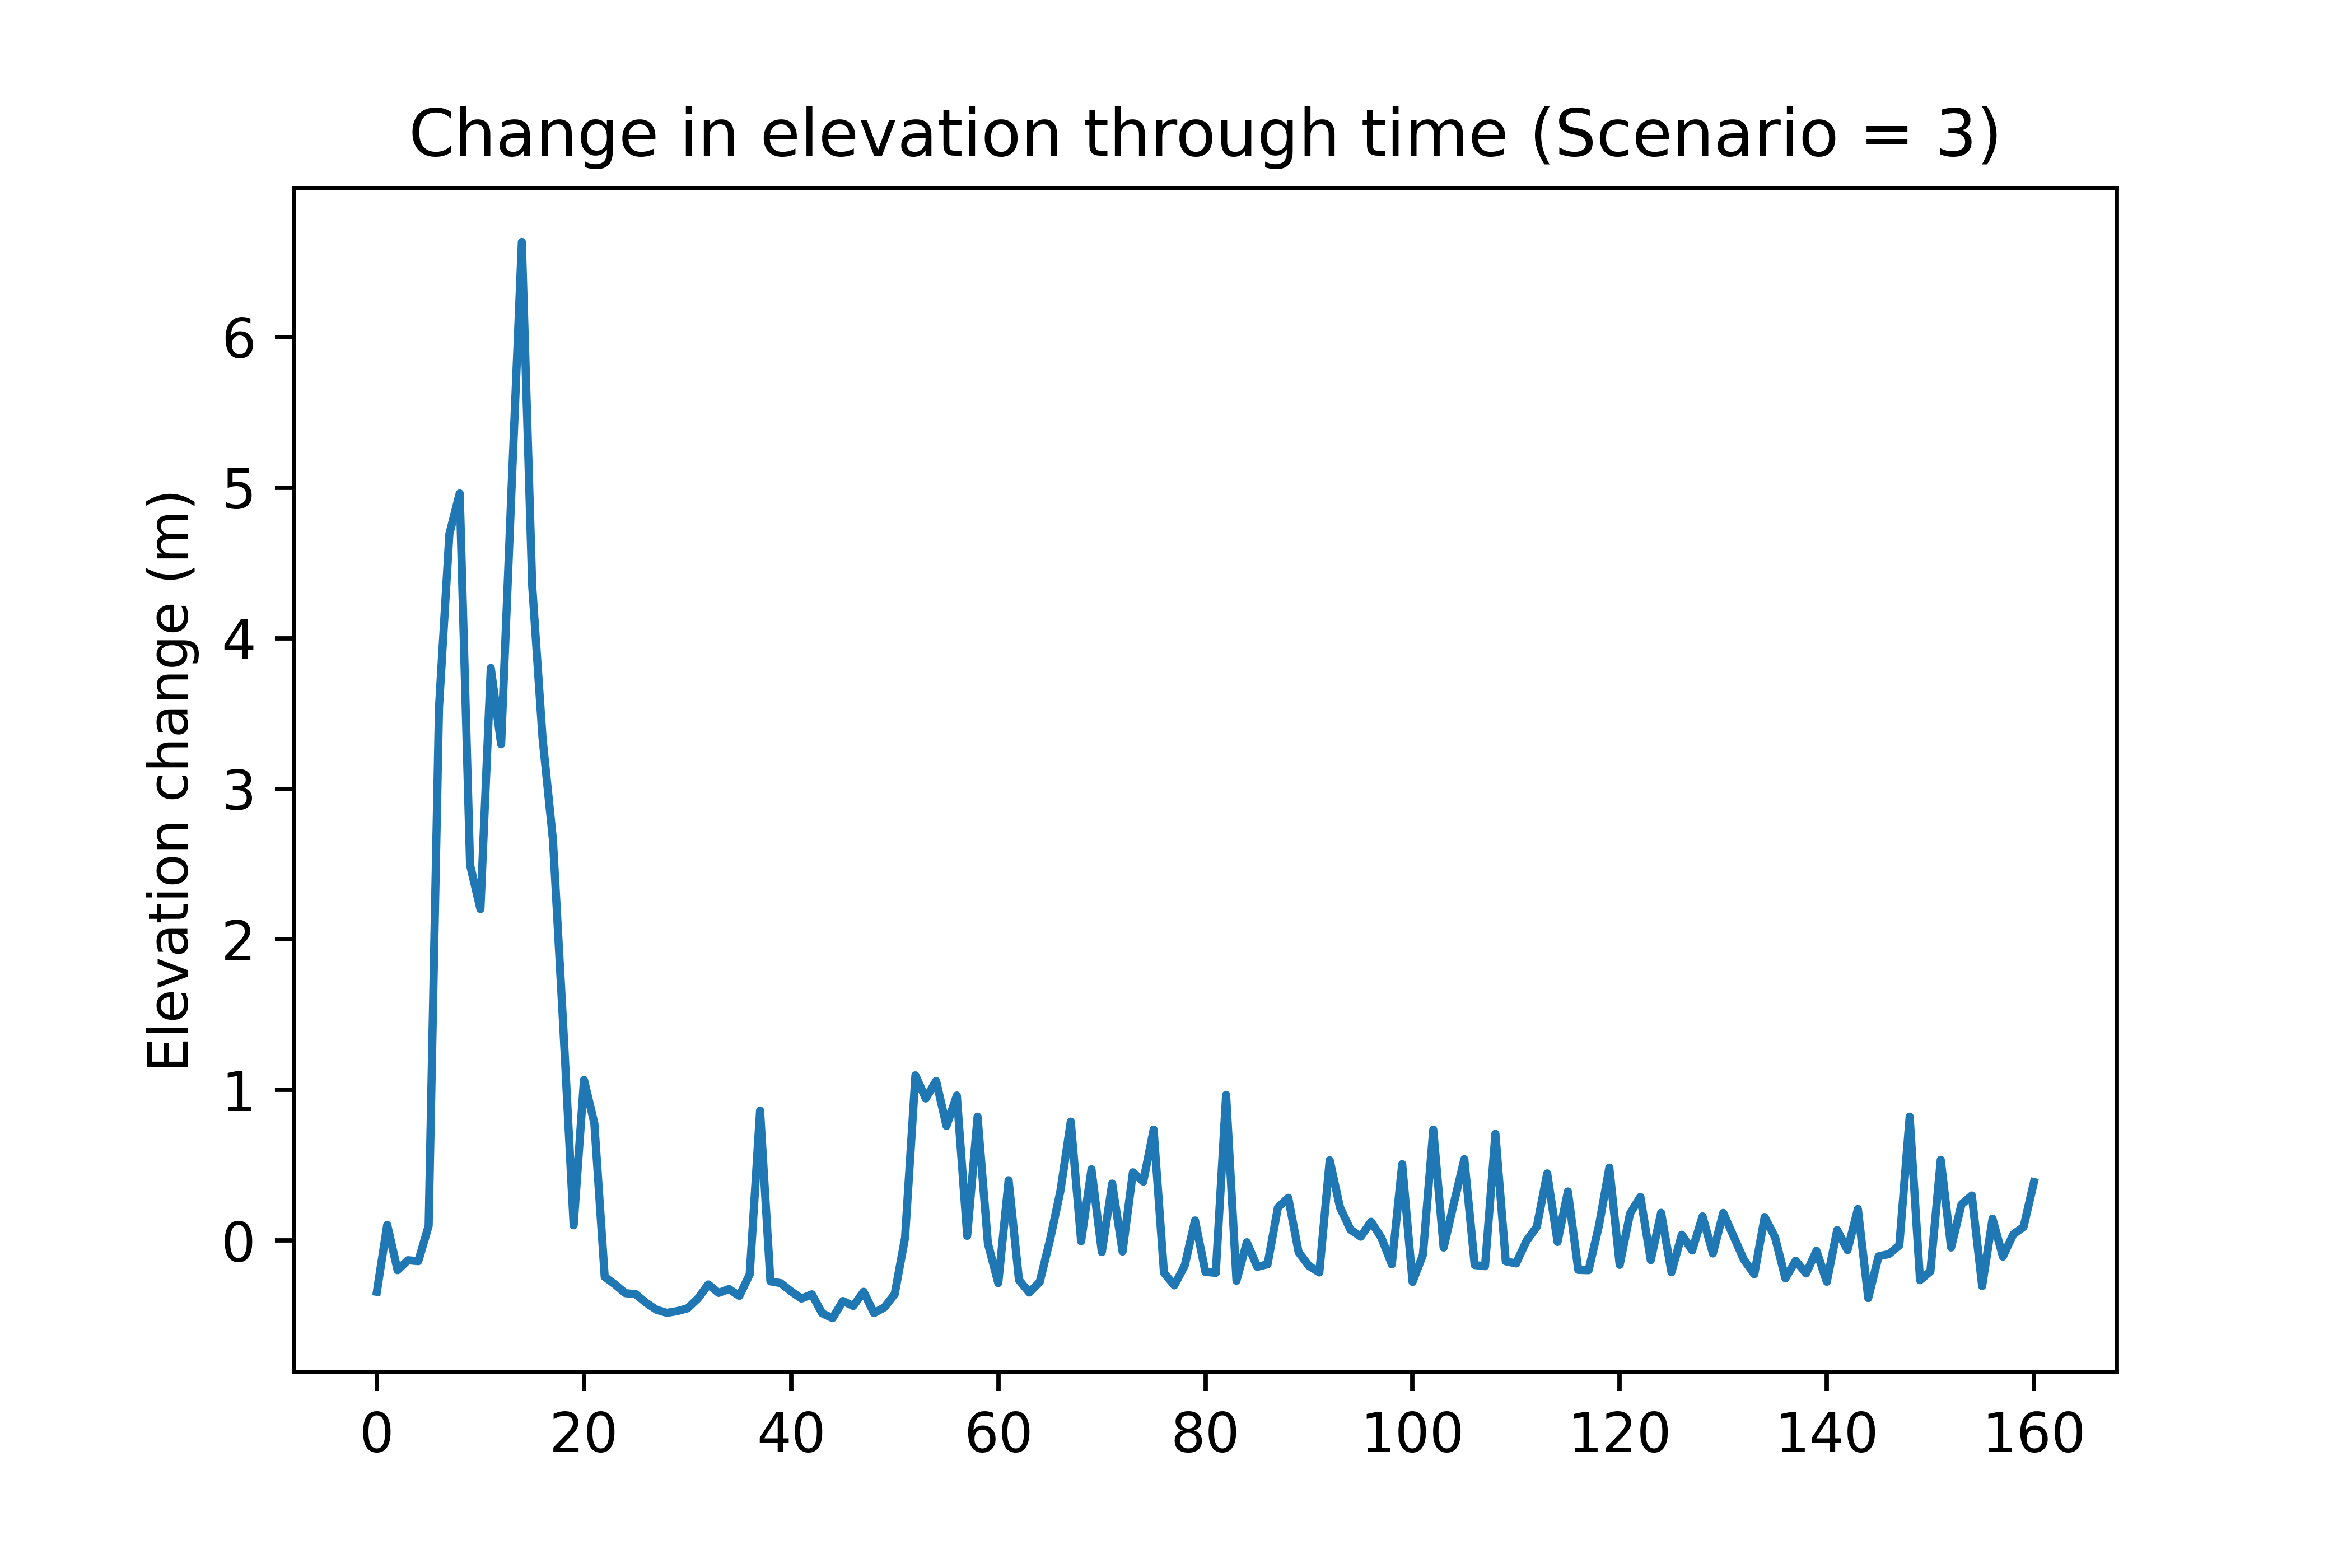 Change in elevation through time (Scenario = 3)
Elevation change (m)
6
5
4
3
2
1
0
0 20 40 60 80 100 120 140 160